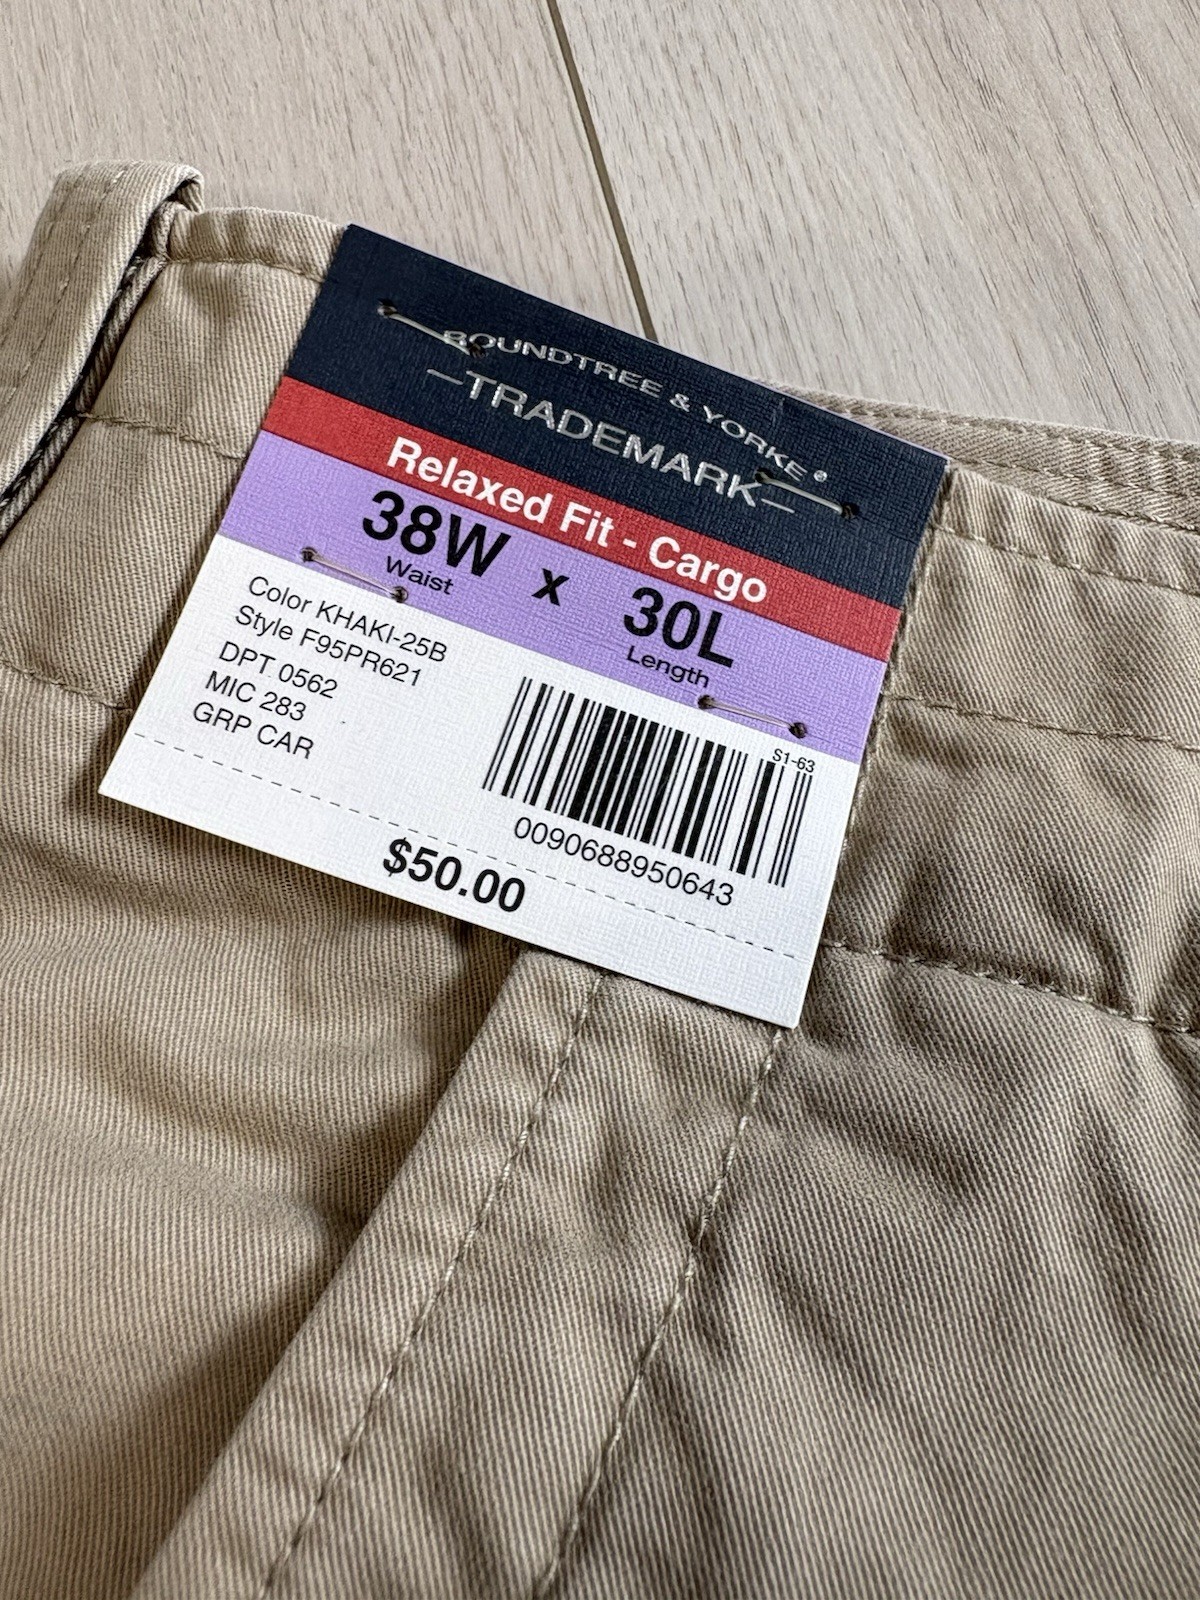 ROUNDTREE & YORKE®
—TRADEMARK—
Relaxed Fit - Cargo
38W x 30L
Waist Length
Color KHAKI-25B
Style F95PR621
DPT 0562
MIC 283
GRP CAR
S1-63
0090688950643
$50.00